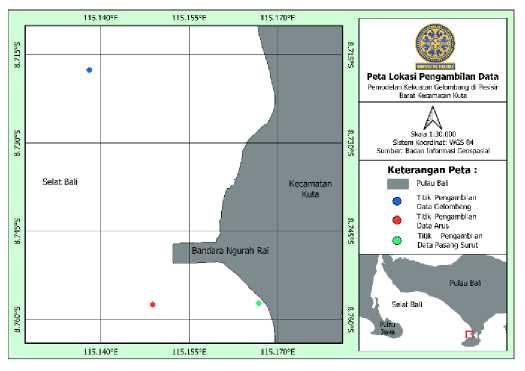 115.140°E 115.155°E 115.170°E
8.715°S 8.715°S
8.730°S 8.730°S
8.745°S 8.745°S
8.760°S 8.760°S
Selat Bali
Kecamatan
Kuta
Bandara Ngurah Rai
115.140°E 115.155°E 115.170°E
Peta Lokasi Pengambilan Data
Pemodelan Kekuatan Gelombang di Pesisir
Barat Kecamatan Kuta
Skala 1:30.000
Sistem Koordinat: WGS 84
Sumber: Badan Informasi Geospasial
Keterangan Peta :
Pulau Bali
Titik Pengambilan
Data Gelombang
Titik Pengambilan
Data Arus
Titik Pengambilan
Data Pasang Surut
Pulau Bali
Selat Bali
Pulau
Jawa